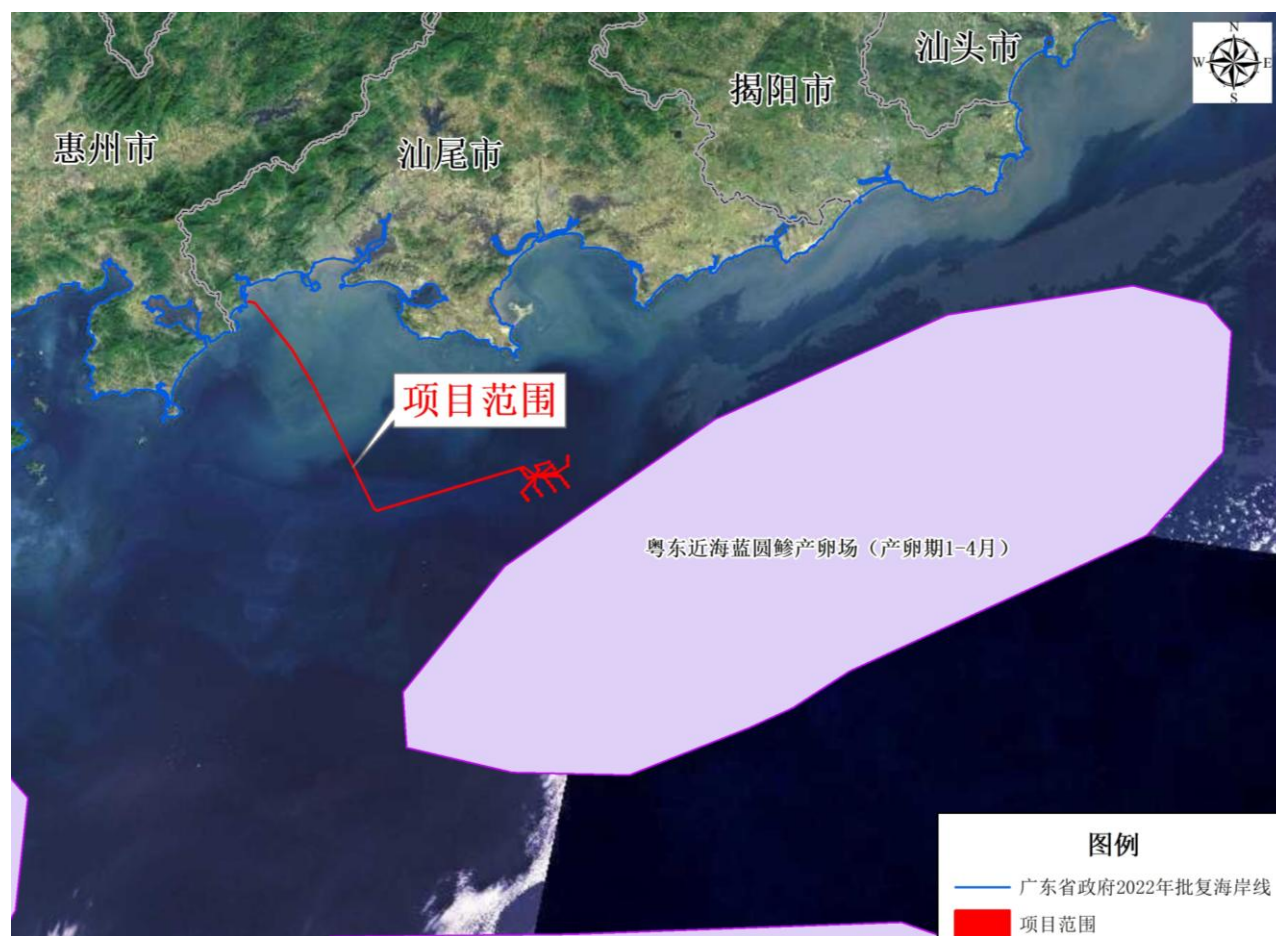 汕头市
N
W E
S
揭阳市
惠州市
汕尾市
项目范围
粤东近海蓝圆鲹产卵场（产卵期1-4月）
图例
广东省政府2022年批复海岸线
项目范围